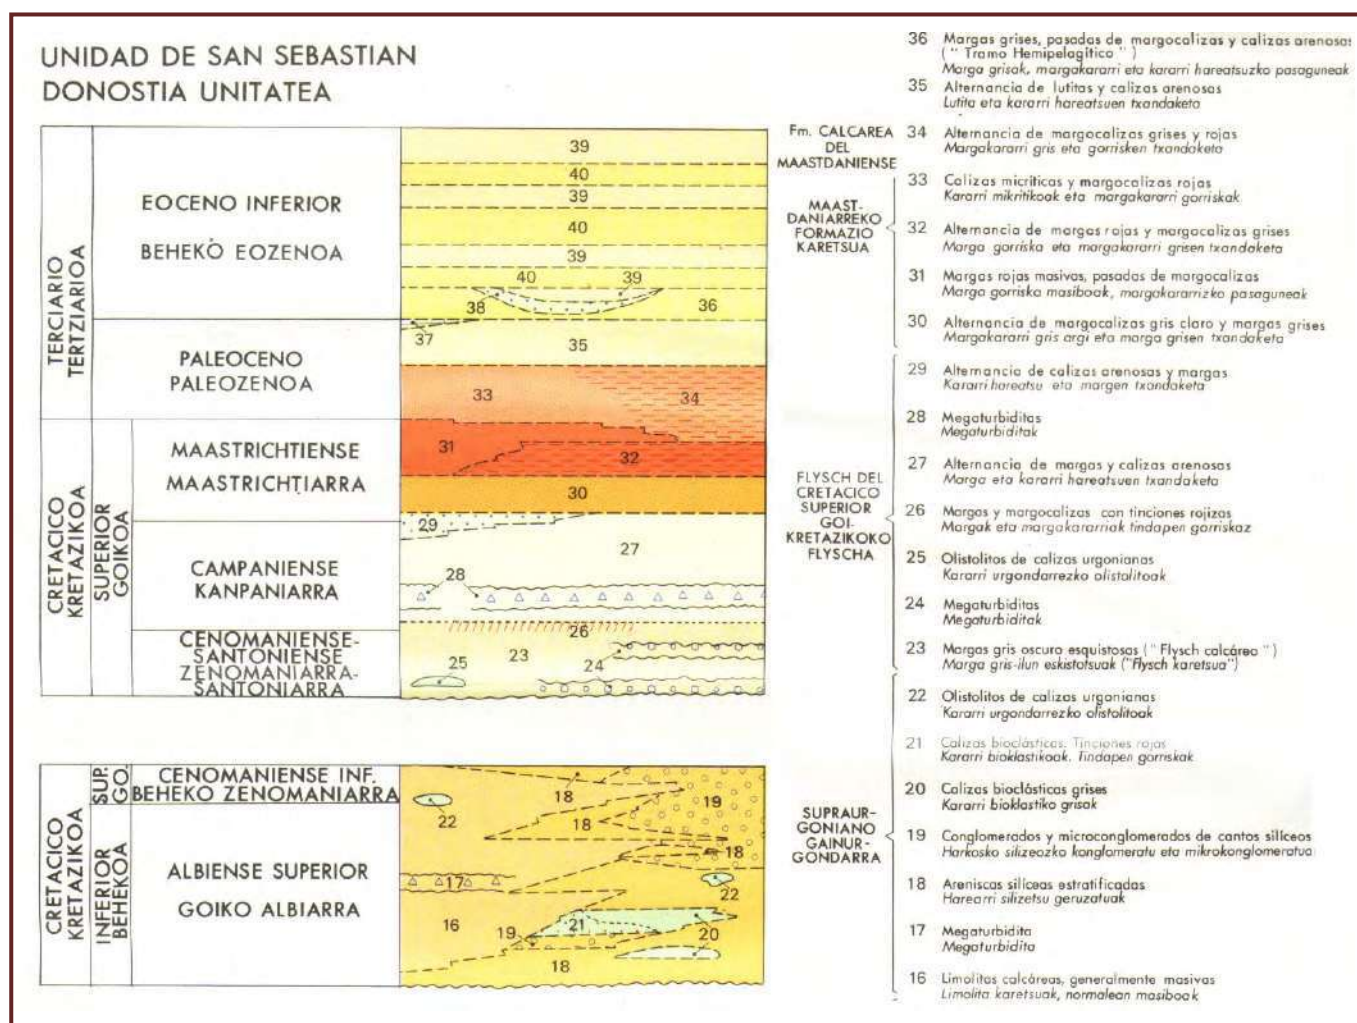 UNIDAD DE SAN SEBASTIAN
DONOSTIA UNITATEA
TERCIARIO
TERTZIARIOA
EOCENO INFERIOR
BEHEKO EOZENOA
PALEOCENO
PALEOZENOA
CRETACICO
KRETAZIKOA
SUPERIOR
GOIKOA
MAASTRICHTIENSE
MAASTRICHTIARRA
CAMPANIENSE
KANPANIARRA
CENOMANIENSE-
SANTONIENSE
ZENOMANIARRA-
SANTONIARRA
39
40
39
40
39
40
39
38
36
37
35
33
34
31
32
30
29
27
28
26
23
25
24
CRETACICO
KRETAZIKOA
SUP.
GO.
INFERIOR
BEHEKOA
CENOMANIENSE INF.
BEHEKO ZENOMANIARRA
ALBIENSE SUPERIOR
GOIKO ALBIARRA
18
19
22
18
18
17
22
16
19
21
20
18
Fm. CALCAREA
DEL
MAASTDANIENSE
MAAST-
DANIARREKO
FORMAZIO
KARETSUA
FLYSCH DEL
CRETACICO
SUPERIOR
GOI-
KRETAZIKOKO
FLYSCHA
SUPRAUR-
GONIANO
GAINUR-
GONDARRA
36 Margas grises, pasadas de margocalizas y calizas arenosas
("Tramo Hemipelagítico")
Marga grisak, margakararri eta kararri hareatsuzko pasaguneak
35 Alternancia de lutitas y calizas arenosas
Lutita eta kararri hareatsuen txandaketa
34 Alternancia de margocalizas grises y rojas
Margakararri gris eta gorrisken txandaketa
33 Calizas micríticas y margocalizas rojas
Kararri mikritikoak eta margakararri gorriskak
32 Alternancia de margas rojas y margocalizas grises
Marga gorriska eta margakararri grisen txandaketa
31 Margas rojas masivas, pasadas de margocalizas
Marga gorriska masiboak, margakararrizko pasaguneak
30 Alternancia de margocalizas gris claro y margas grises
Margakararri gris argi eta marga grisen txandaketa
29 Alternancia de calizas arenosas y margas
Kararri hareatsu eta margen txandaketa
28 Megaturbiditas
Megaturbiditak
27 Alternancia de margas y calizas arenosas
Marga eta kararri hareatsuen txandaketa
26 Margas y margocalizas con tinciones rojizas
Margak eta margakararriak tindapen gorriskaz
25 Olistolitos de calizas urgonianas
Kararri urgondarrezko olistolitoak
24 Megaturbiditas
Megaturbiditak
23 Margas gris oscuro esquistosas ("Flysch calcáreo")
Marga gris-ilun eskistotsuak ("Flysch karetsua")
22 Olistolitos de calizas urgonianas
Kararri urgondarrezko olistolitoak
21 Calizas bioclásticas. Tinciones rojas
Kararri bioklastikoak. Tindapen gorriskak
20 Calizas bioclásticas grises
Kararri bioklastiko grisak
19 Conglomerados y microconglomerados de cantos silíceos
Harkosko silizeozko konglomeratu eta mikrokonglomeratua
18 Areniscas silíceas estratificadas
Harearri silizetsu geruzatuak
17 Megaturbidita
Megaturbidita
16 Limolitas calcáreas, generalmente masivas
Limolita karetsuak, normalean masiboak